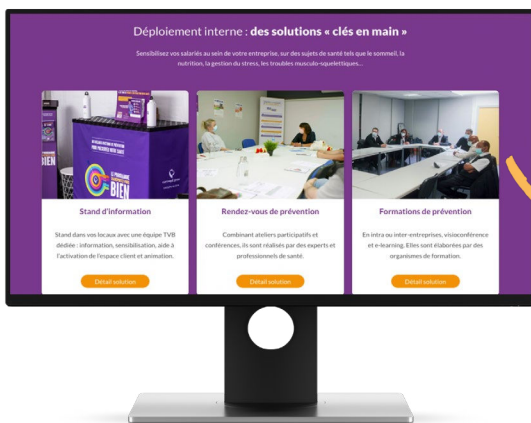 Déploiement interne : des solutions « clés en main »
Sensibilisez vos salariés au sein de votre entreprise, sur des sujets de santé tels que le sommeil, la
nutrition, la gestion du stress, les troubles musculo-squelettiques...
BIEN
BIEN
Stand d'information
Stand dans vos locaux avec une équipe TVB
dédiée : information, sensibilisation, aide à
l'activation de l'espace client et animation.
Détail solution
Rendez-vous de prévention
Combinant ateliers participatifs et
conférences, ils sont réalisés par des experts et
professionnels de santé.
Détail solution
Formations de prévention
En intra ou inter-entreprises, visioconférence
et e-learning. Elles sont élaborées par des
organismes de formation.
Détail solution